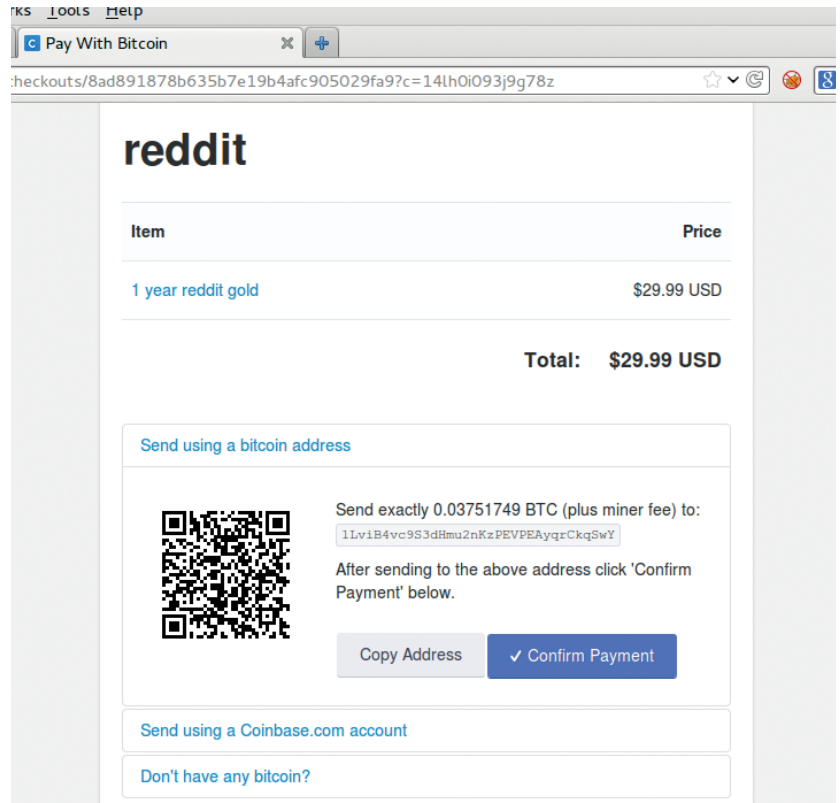 rks Tools Help
Pay With Bitcoin
heckouts/8ad891878b635b7e19b4afc905029fa9?c=14lh0i093j9g78z
reddit
Item Price
1 year reddit gold $29.99 USD
Total: $29.99 USD
Send using a bitcoin address
Send exactly 0.03751749 BTC (plus miner fee) to:
1LviB4vc9S3dHmu2nKzPEVPEAyqrCkqSwY
After sending to the above address click 'Confirm
Payment' below.
Copy Address ✓ Confirm Payment
Send using a Coinbase.com account
Don't have any bitcoin?